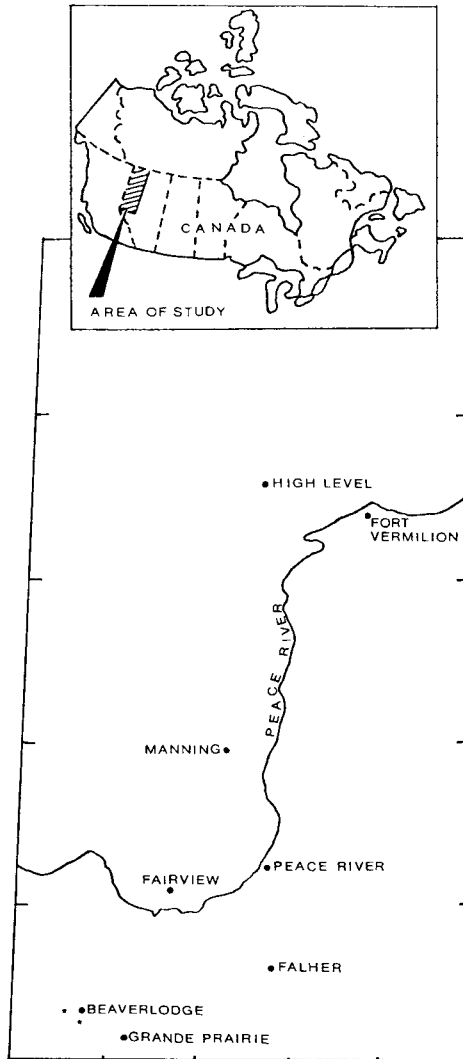 CANADA
AREA OF STUDY
HIGH LEVEL
FORT
VERMILION
PEACE RIVER
MANNING
PEACE RIVER
FAIRVIEW
FALHER
BEAVERLODGE
GRANDE PRAIRIE